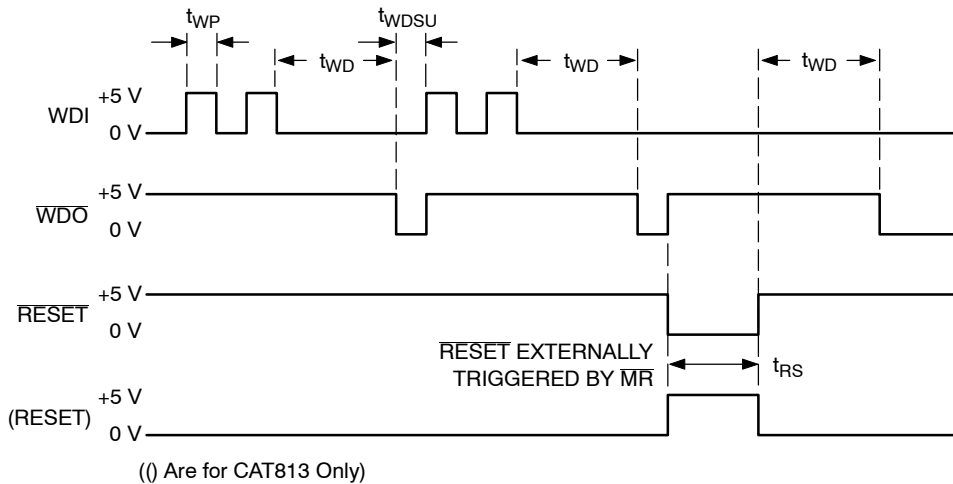 tWP
tWDSU
tWD
tWD
tWD
WDI
+5 V
0 V
WDO
+5 V
0 V
RESET
+5 V
0 V
RESET EXTERNALLY
TRIGGERED BY MR
tRS
(RESET)
+5 V
0 V
(() Are for CAT813 Only)